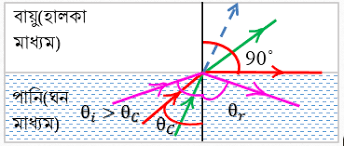 বায়ু(হালকা
মাধ্যম)
90°
পানি(ঘন
মাধ্যম)
θi > θC
θC
θr